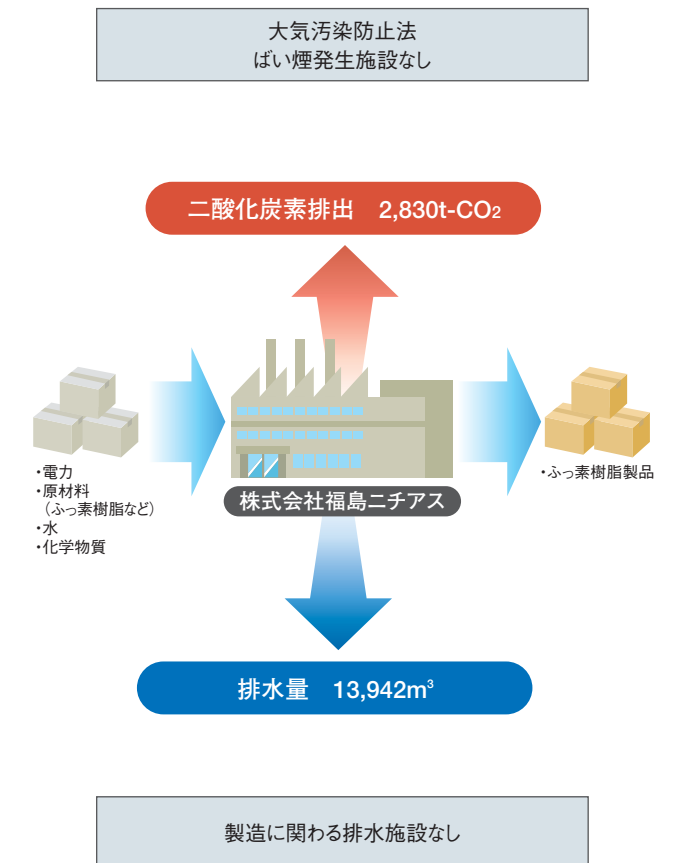 大気汚染防止法
ばい煙発生施設なし
二酸化炭素排出　2,830t-CO₂
・電力
・原材料
（ふっ素樹脂など）
・水
・化学物質
株式会社福島ニチアス
・ふっ素樹脂製品
排水量　13,942m³
製造に関わる排水施設なし